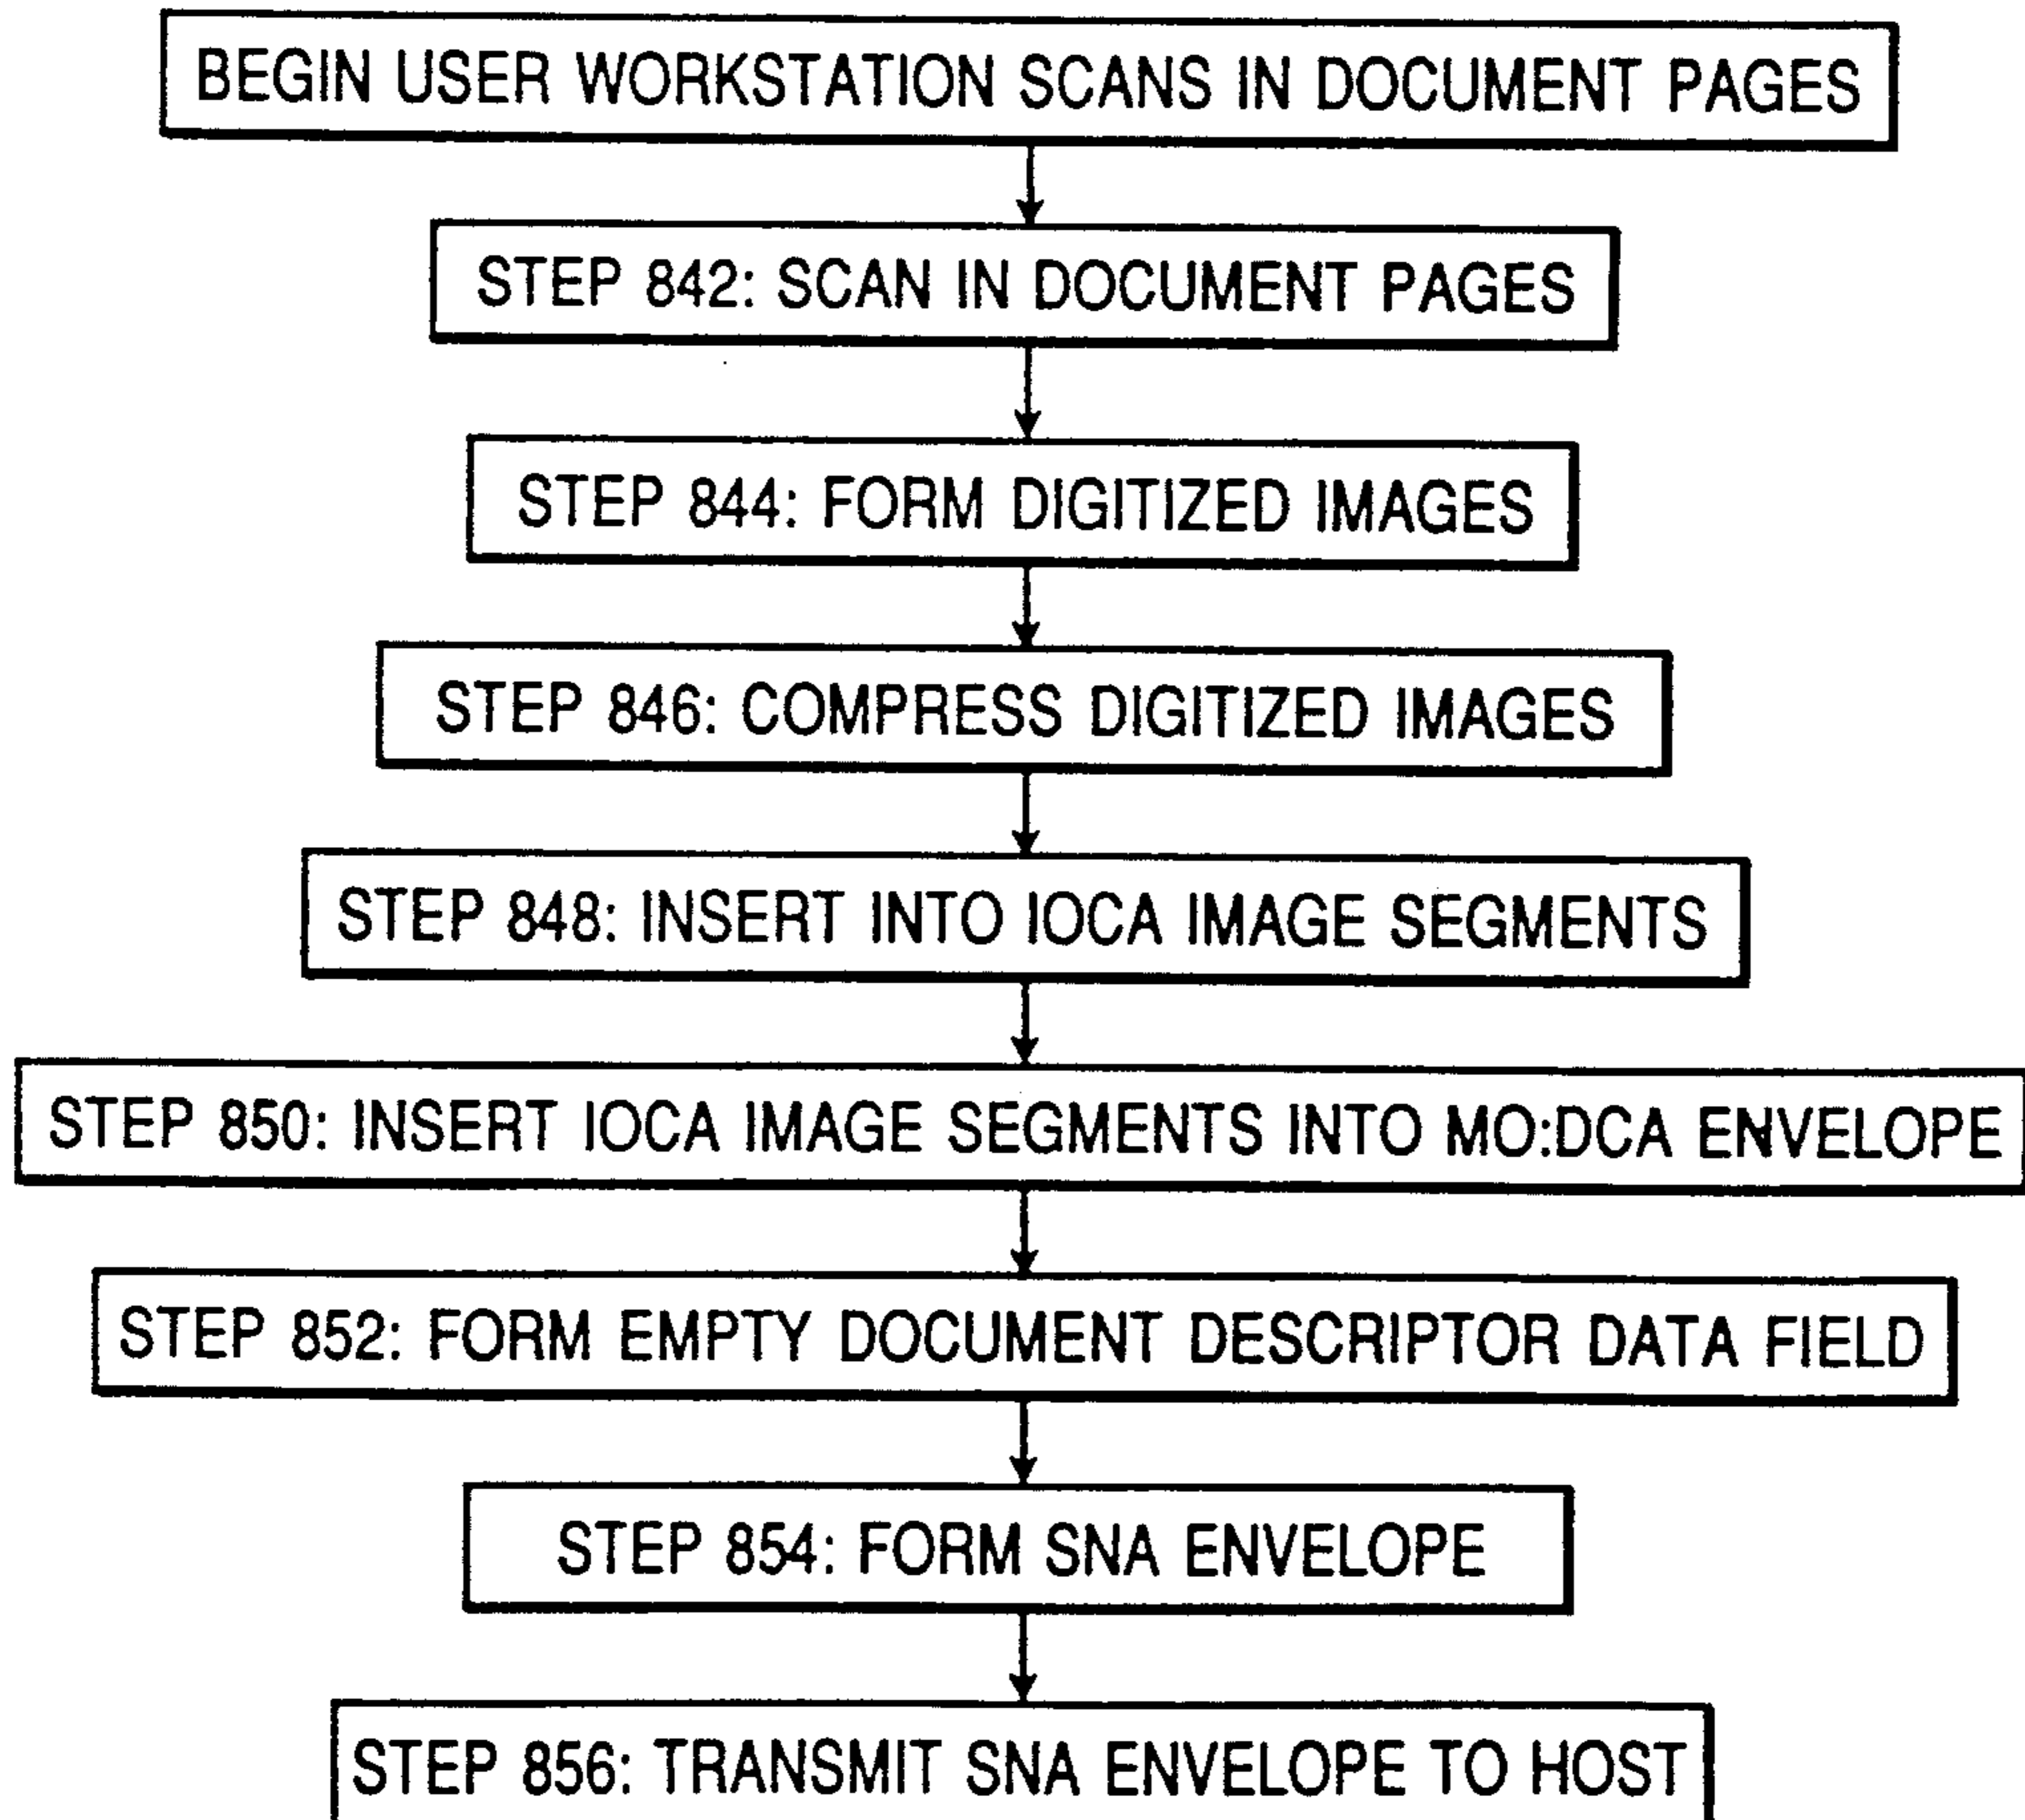 BEGIN USER WORKSTATION SCANS IN DOCUMENT PAGES
STEP 842: SCAN IN DOCUMENT PAGES
STEP 844: FORM DIGITIZED IMAGES
STEP 846: COMPRESS DIGITIZED IMAGES
STEP 848: INSERT INTO IOCA IMAGE SEGMENTS
STEP 850: INSERT IOCA IMAGE SEGMENTS INTO MO:DCA ENVELOPE
STEP 852: FORM EMPTY DOCUMENT DESCRIPTOR DATA FIELD
STEP 854: FORM SNA ENVELOPE
STEP 856: TRANSMIT SNA ENVELOPE TO HOST